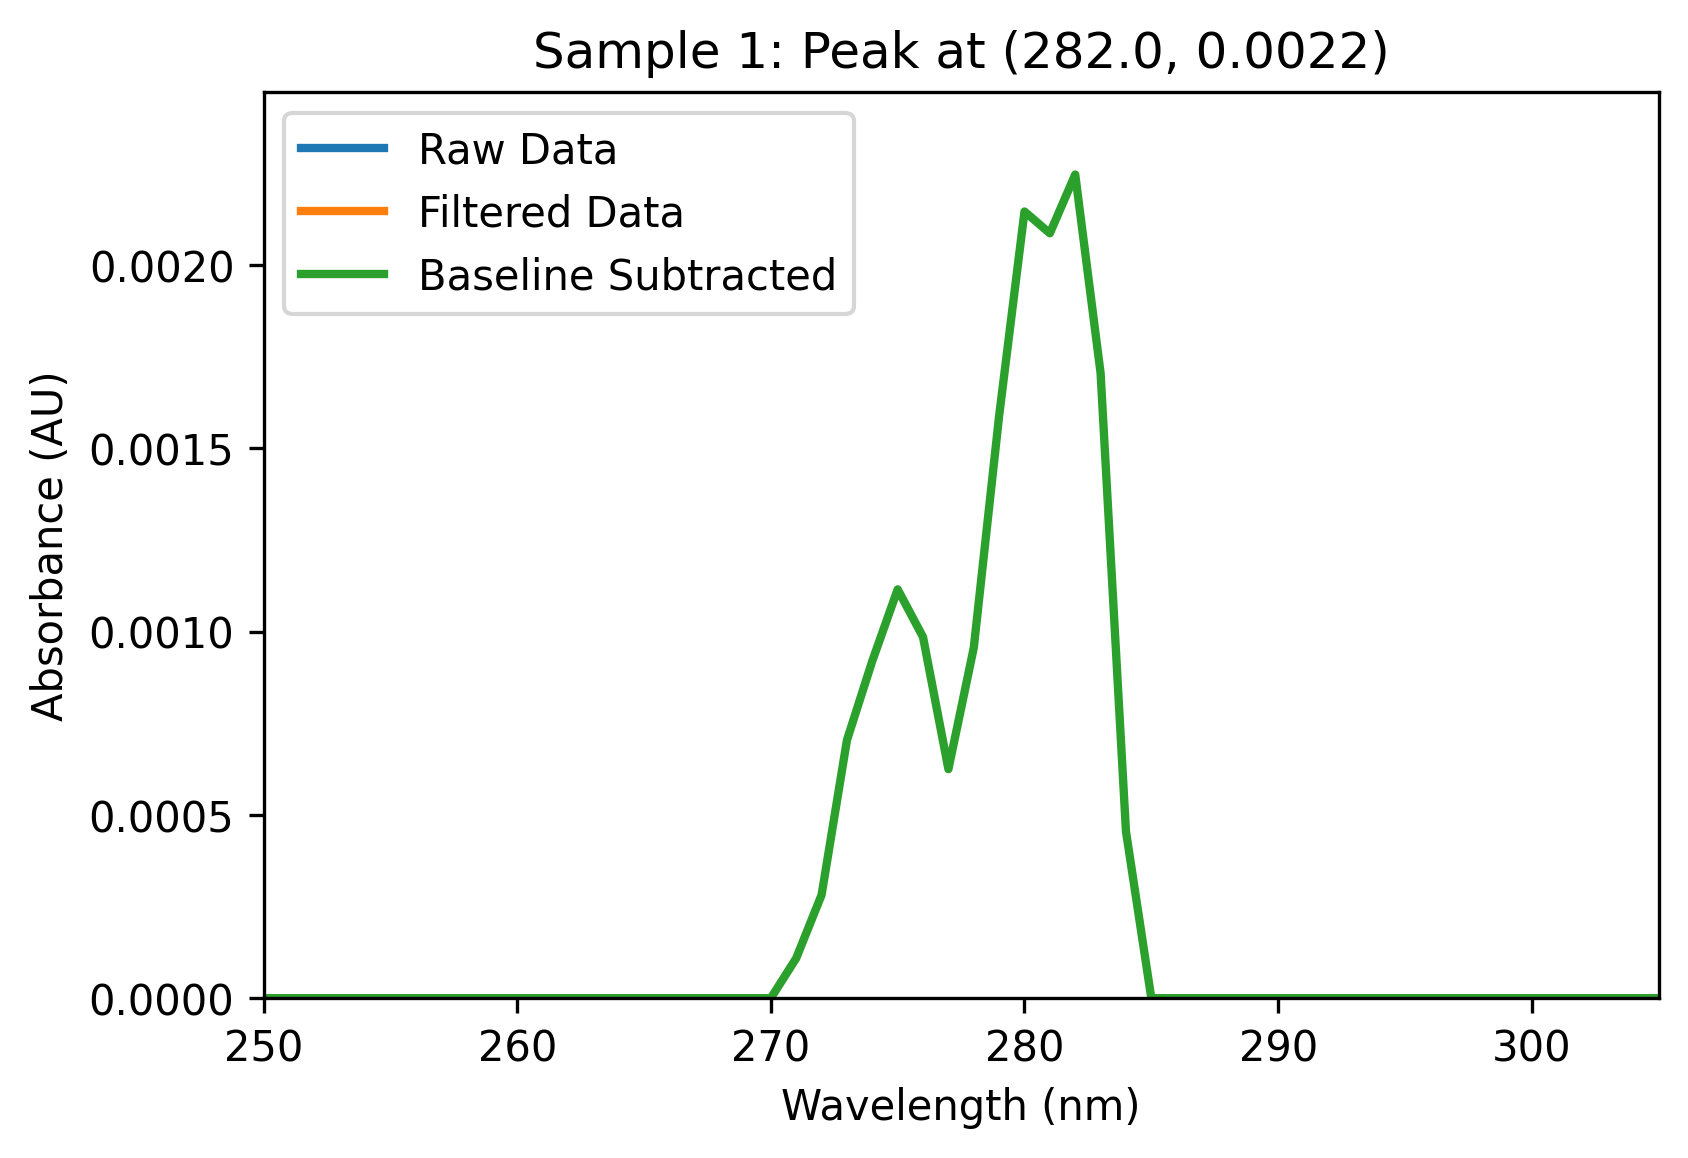 Sample 1: Peak at (282.0, 0.0022)
Raw Data
Filtered Data
Baseline Subtracted
Absorbance (AU)
0.0020
0.0015
0.0010
0.0005
0.0000
250 260 270 280 290 300
Wavelength (nm)